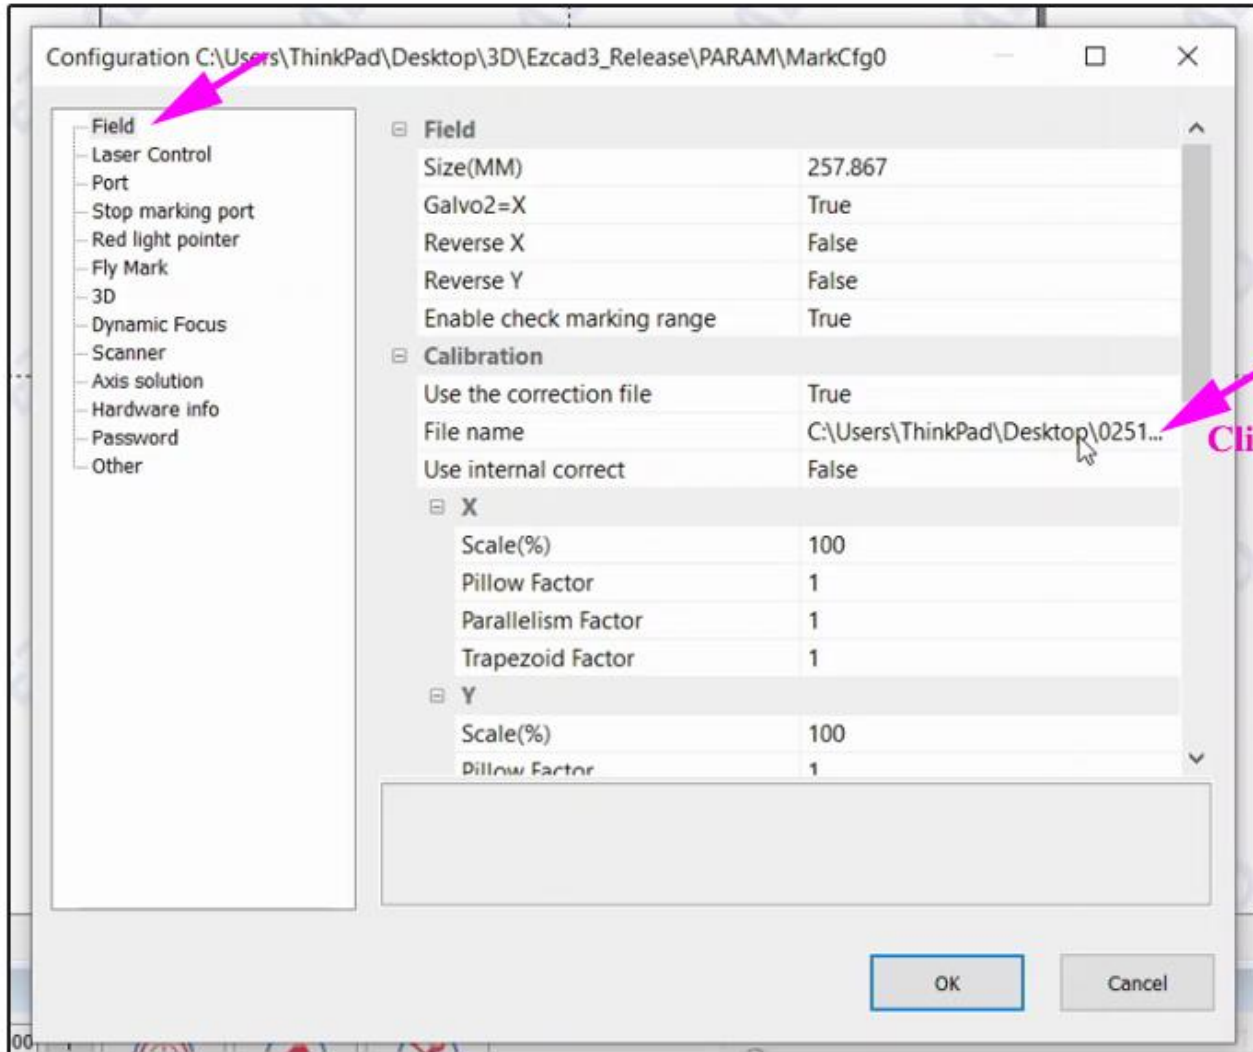 Configuration C:\Users\ThinkPad\Desktop\3D\Ezcad3_Release\PARAM\MarkCfg0
Field
Laser Control
Port
Stop marking port
Red light pointer
Fly Mark
3D
Dynamic Focus
Scanner
Axis solution
Hardware info
Password
Other
Field
Size(MM) 257.867
Galvo2=X True
Reverse X False
Reverse Y False
Enable check marking range True
Calibration
Use the correction file True
File name C:\Users\ThinkPad\Desktop\0251...
Cli
Use internal correct False
X
Scale(%) 100
Pillow Factor 1
Parallelism Factor 1
Trapezoid Factor 1
Y
Scale(%) 100
Pillow Factor 1
OK Cancel
00